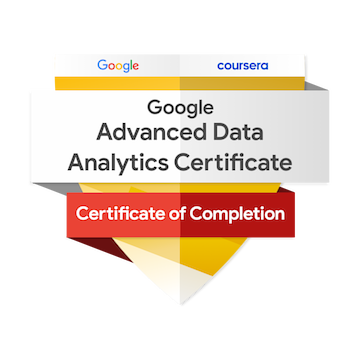 Google coursera
Google
Advanced Data
Analytics Certificate
Certificate of Completion